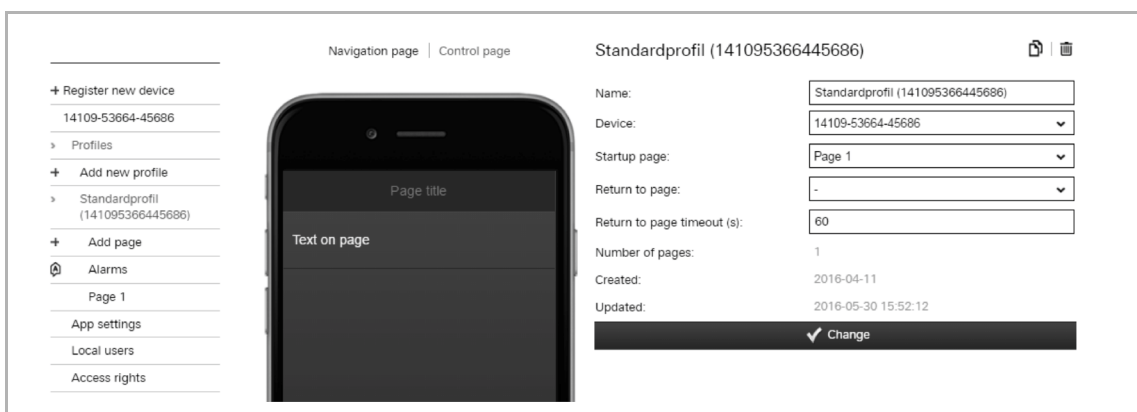 Navigation page | Control page
Standardprofil (141095366445686)
+ Register new device
14109-53664-45686
› Profiles
+ Add new profile
› Standardprofil
(141095366445686)
+ Add page
Alarms
Page 1
App settings
Local users
Access rights
Page title
Text on page
Name: Standardprofil (141095366445686)
Device: 14109-53664-45686
Startup page: Page 1
Return to page: -
Return to page timeout (s): 60
Number of pages: 1
Created: 2016-04-11
Updated: 2016-05-30 15:52:12
Change